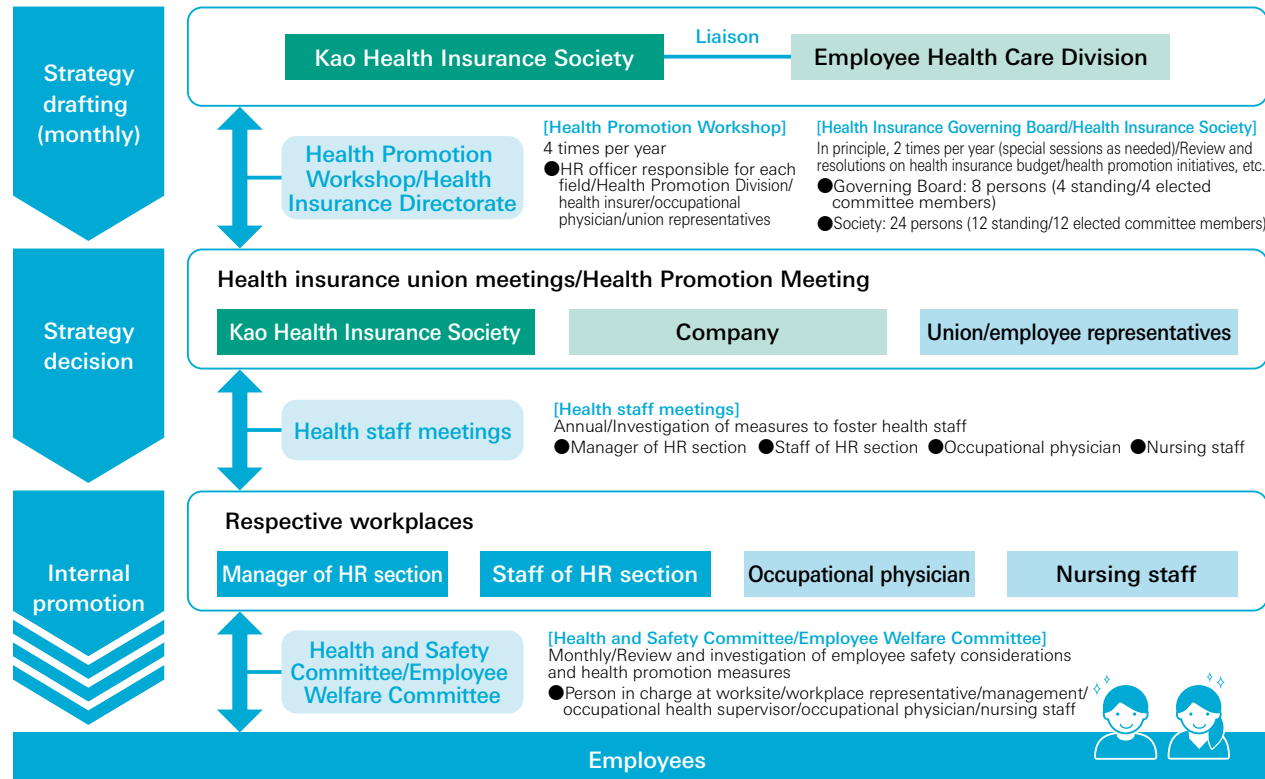 Strategy
drafting
(monthly)
Kao Health Insurance Society
Liaison
Employee Health Care Division
Health Promotion
Workshop/Health
Insurance Directorate
[Health Promotion Workshop]
4 times per year
●HR officer responsible for each
field/Health Promotion Division/
health insurer/occupational
physician/union representatives
[Health Insurance Governing Board/Health Insurance Society]
In principle, 2 times per year (special sessions as needed)/Review and
resolutions on health insurance budget/health promotion initiatives, etc.
●Governing Board: 8 persons (4 standing/4 elected
committee members)
●Society: 24 persons (12 standing/12 elected committee members)
Strategy
decision
Health insurance union meetings/Health Promotion Meeting
Kao Health Insurance Society
Company
Union/employee representatives
Health staff meetings
[Health staff meetings]
Annual/Investigation of measures to foster health staff
●Manager of HR section ●Staff of HR section ●Occupational physician ●Nursing staff
Internal
promotion
Respective workplaces
Manager of HR section
Staff of HR section
Occupational physician
Nursing staff
Health and Safety
Committee/Employee
Welfare Committee
[Health and Safety Committee/Employee Welfare Committee]
Monthly/Review and investigation of employee safety considerations
and health promotion measures
●Person in charge at worksite/workplace representative/management/
occupational health supervisor/occupational physician/nursing staff
Employees